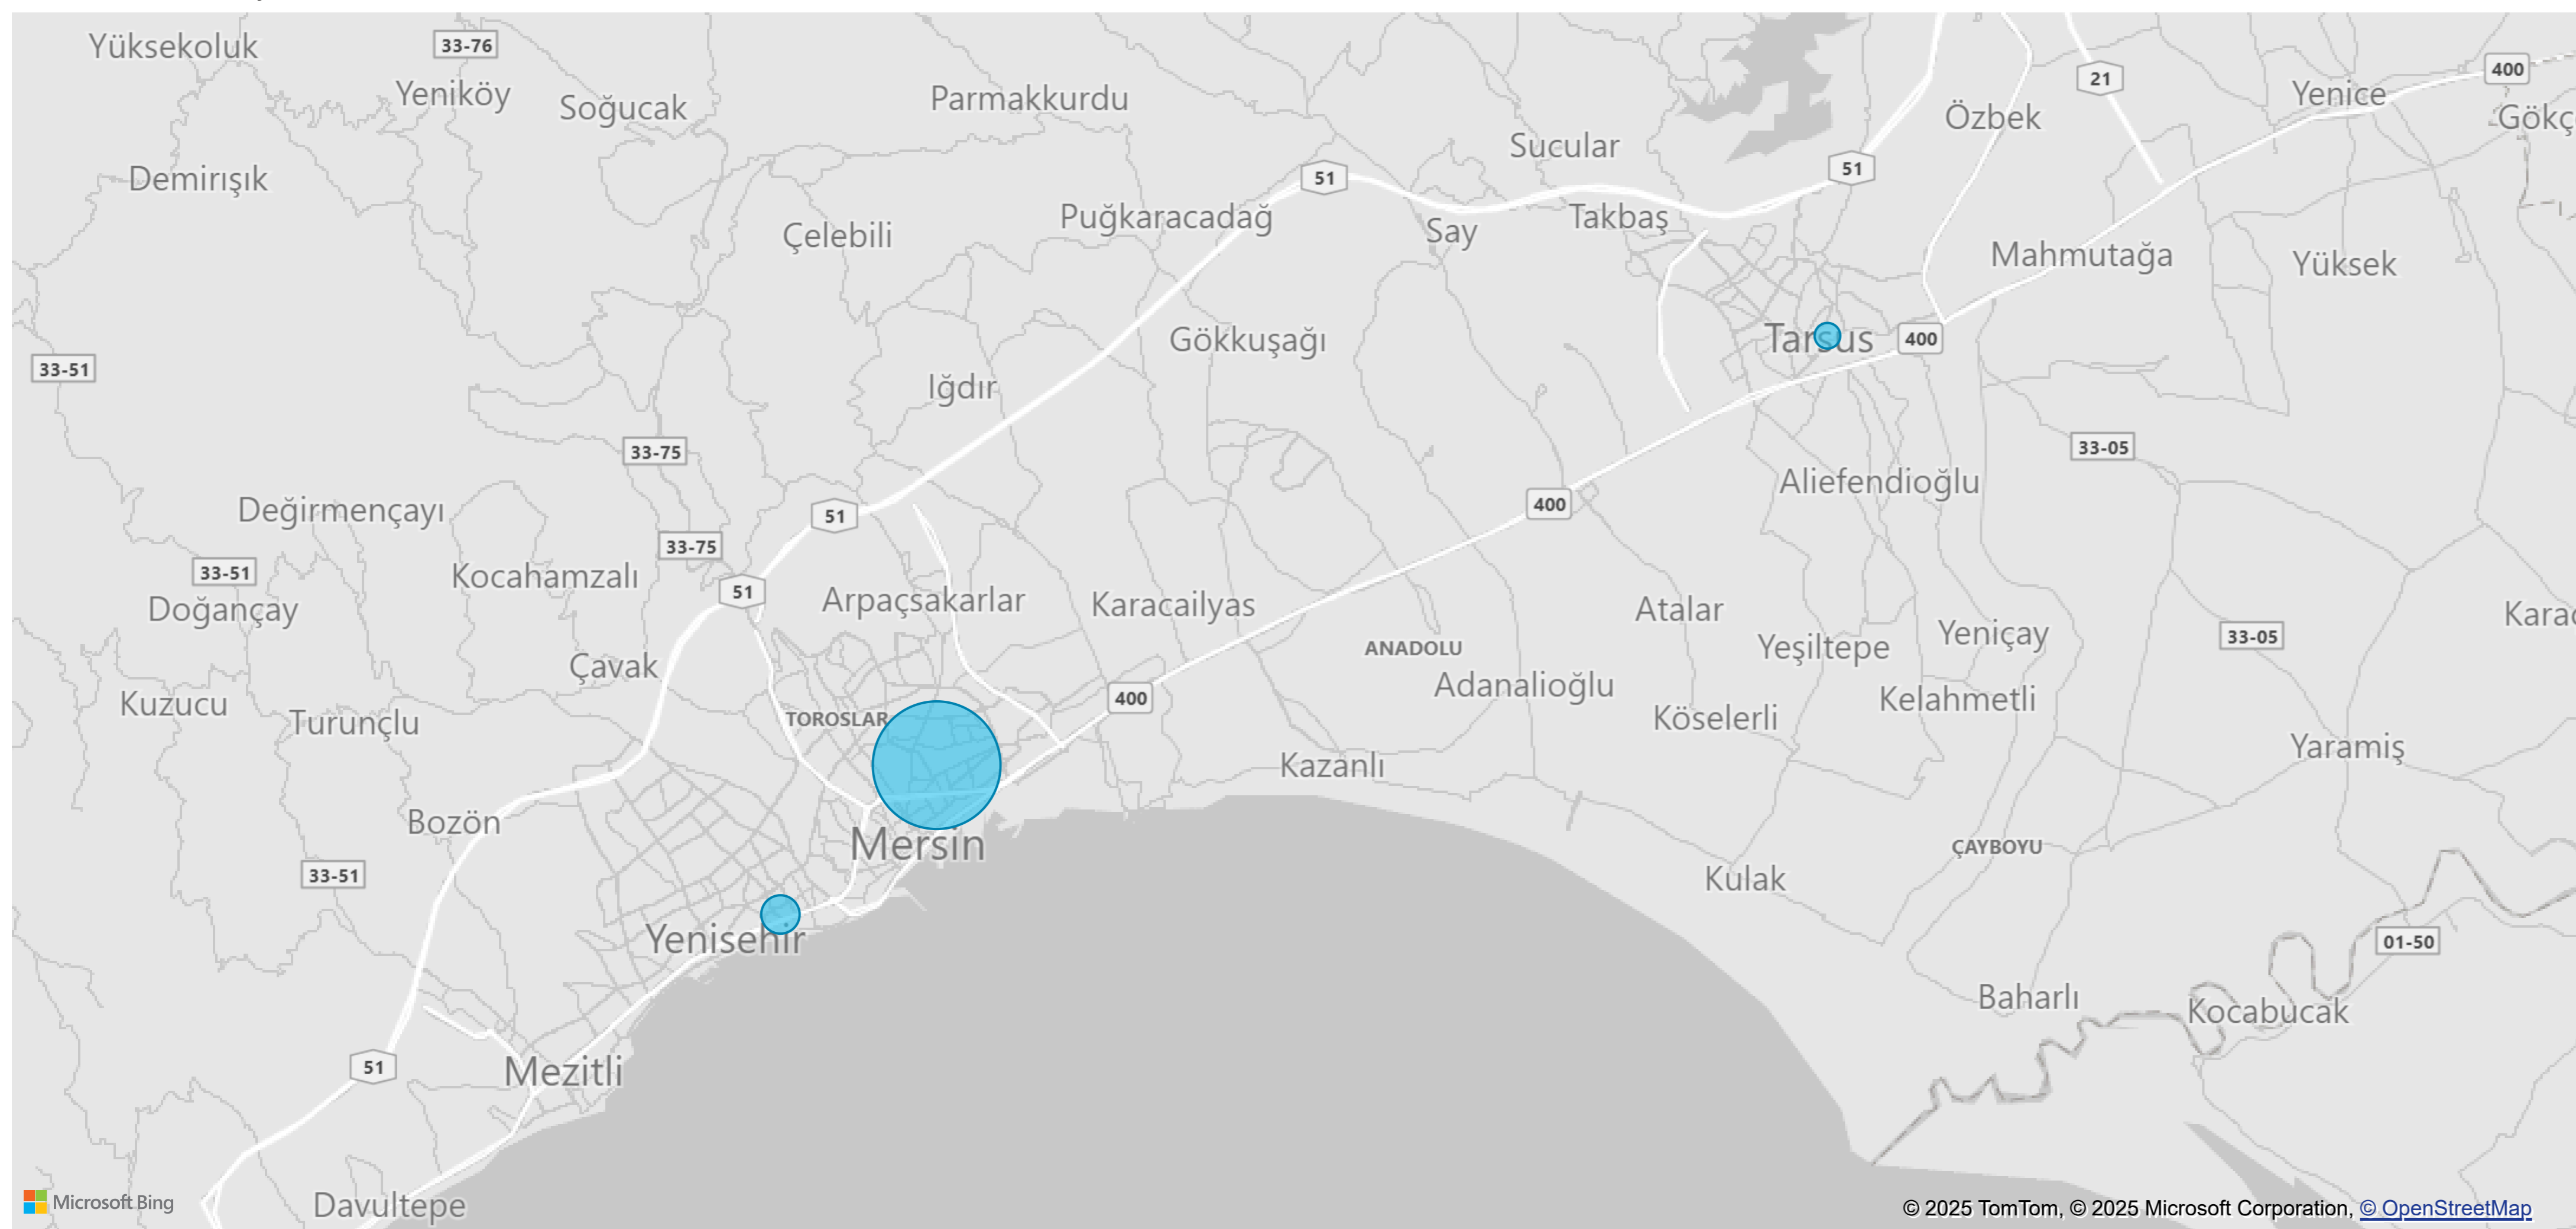 Yüksekoluk
33-76
400
21
Yenice
Yeniköy
Parmakkurdu
Soğucak
Özbek
Gökç
Sucular
51
51
Demirışık
Puğkaracadağ
Takbaş
Say
Çelebili
Mahmutağa
Yüksek
Gökkuşağı
Tarsus
400
33-51
Iğdır
33-75
33-05
Aliefendioğlu
400
Değirmençayı
51
33-75
33-51
Kocahamzalı
51
Arpaçsakarlar
Karacailyas
Doğançay
Atalar
Karac
Yeniçay
33-05
ANADOLU
Yeşiltepe
Çavak
Adanalioğlu
400
Kelahmetli
Kuzucu
Turunçlu
TOROSLAR
Köselerli
Yaramiş
Kazanlı
Bozön
Mersin
ÇAYBOYU
33-51
Kulak
Yenisehir
01-50
Baharlı
Kocabucak
51
Mezitli
Davultepe
Microsoft Bing
© 2025 TomTom, © 2025 Microsoft Corporation, © OpenStreetMap